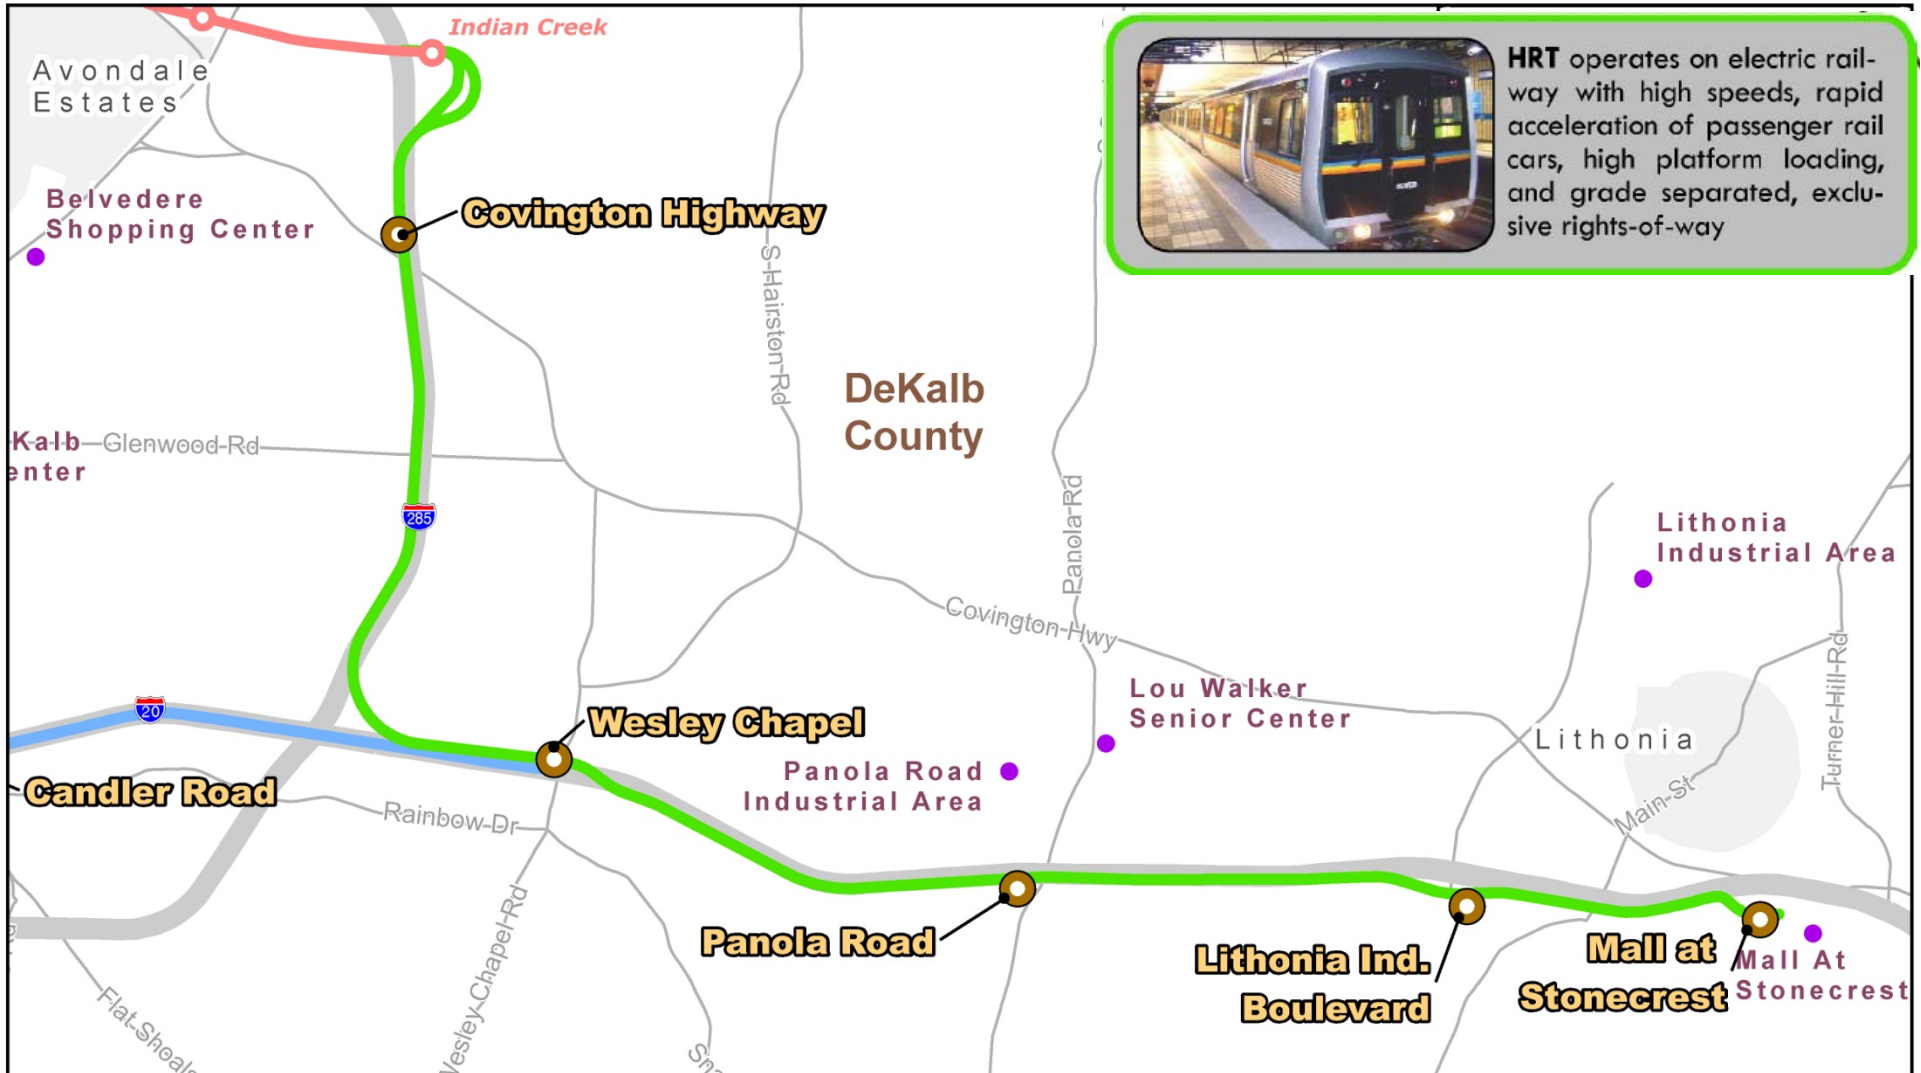 Indian Creek
Avondale
Estates
HRT operates on electric rail-
way with high speeds, rapid
acceleration of passenger rail
cars, high platform loading,
and grade separated, exclu-
sive rights-of-way
Belvedere
Shopping Center
Covington Highway
S Hairston Rd
DeKalb
County
Kalb
enter
Glenwood Rd
285
Panola Rd
Lithonia
Industrial Area
Covington Hwy
Turner Hill Rd
Lou Walker
Senior Center
20
Wesley Chapel
Lithonia
Panola Road
Industrial Area
Candler Road
Rainbow Dr
Main St
Panola Road
Wesley Chapel Rd
Lithonia Ind.
Boulevard
Mall at
Stonecrest
Mall At
Stonecrest
Flat Shoals